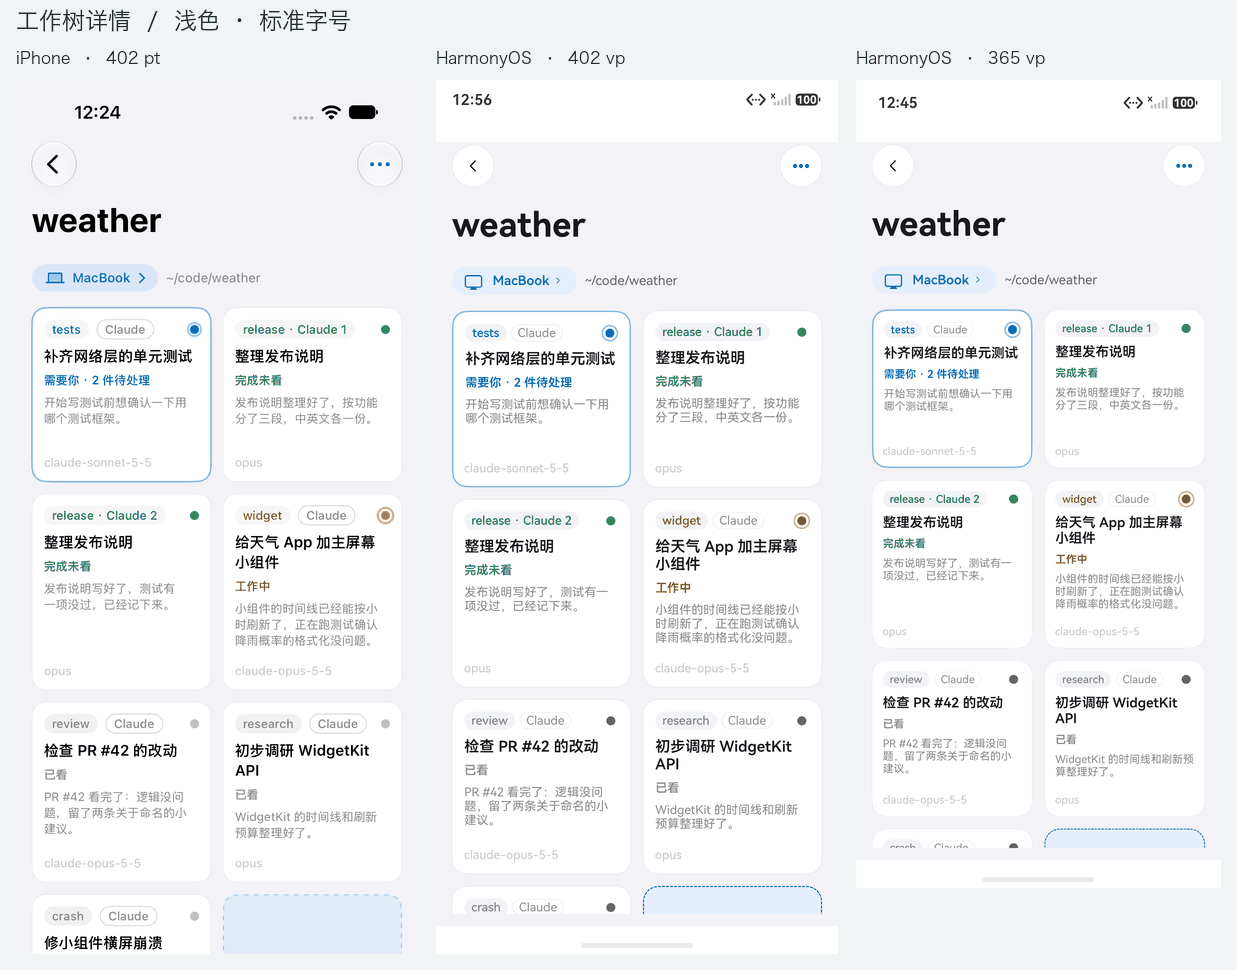 工作树详情 / 浅色 · 标准字号
iPhone · 402 pt
12:24
weather
MacBook
~/code/weather
tests Claude
补齐网络层的单元测试
需要你 · 2 件待处理
开始写测试前想确认一下用
哪个测试框架。
claude-sonnet-5-5
release · Claude 1
整理发布说明
完成未看
发布说明整理好了，按功能
分了三段，中英文各一份。
opus
release · Claude 2
整理发布说明
完成未看
发布说明写好了，测试有
一项没过，已经记下来。
opus
widget Claude
给天气 App 加主屏幕
小组件
工作中
小组件的时间线已经能按小
时刷新了，正在跑测试确认
降雨概率的格式化没问题。
claude-opus-5-5
review Claude
检查 PR #42 的改动
已看
PR #42 看完了：逻辑没问
题，留了两条关于命名的小
建议。
claude-opus-5-5
research Claude
初步调研 WidgetKit
API
已看
WidgetKit 的时间线和刷新
预算整理好了。
opus
crash Claude
修小组件横屏崩溃
HarmonyOS · 402 vp
12:56
100
weather
MacBook
~/code/weather
tests Claude
补齐网络层的单元测试
需要你 · 2 件待处理
开始写测试前想确认一下用
哪个测试框架。
claude-sonnet-5-5
release · Claude 1
整理发布说明
完成未看
发布说明整理好了，按功能
分了三段，中英文各一份。
opus
release · Claude 2
整理发布说明
完成未看
发布说明写好了，测试有一
项没过，已经记下来。
opus
widget Claude
给天气 App 加主屏幕
小组件
工作中
小组件的时间线已经能按小
时刷新了，正在跑测试确认
降雨概率的格式化没问题。
claude-opus-5-5
review Claude
检查 PR #42 的改动
已看
PR #42 看完了：逻辑没问
题，留了两条关于命名的小
建议。
claude-opus-5-5
research Claude
初步调研 WidgetKit
API
已看
WidgetKit 的时间线和刷新
预算整理好了。
opus
crash Claude
HarmonyOS · 365 vp
12:45
100
weather
MacBook
~/code/weather
tests Claude
补齐网络层的单元测试
需要你 · 2 件待处理
开始写测试前想确认一下用
哪个测试框架。
claude-sonnet-5-5
release · Claude 1
整理发布说明
完成未看
发布说明整理好了，按功能
分了三段，中英文各一份。
opus
release · Claude 2
整理发布说明
完成未看
发布说明写好了，测试有一
项没过，已经记下来。
opus
widget Claude
给天气 App 加主屏幕
小组件
工作中
小组件的时间线已经能按小
时刷新了，正在跑测试确认
降雨概率的格式化没问题。
claude-opus-5-5
review Claude
检查 PR #42 的改动
已看
PR #42 看完了：逻辑没问
题，留了两条关于命名的小
建议。
claude-opus-5-5
research Claude
初步调研 WidgetKit
API
已看
WidgetKit 的时间线和刷新预
算整理好了。
opus
crash Claude